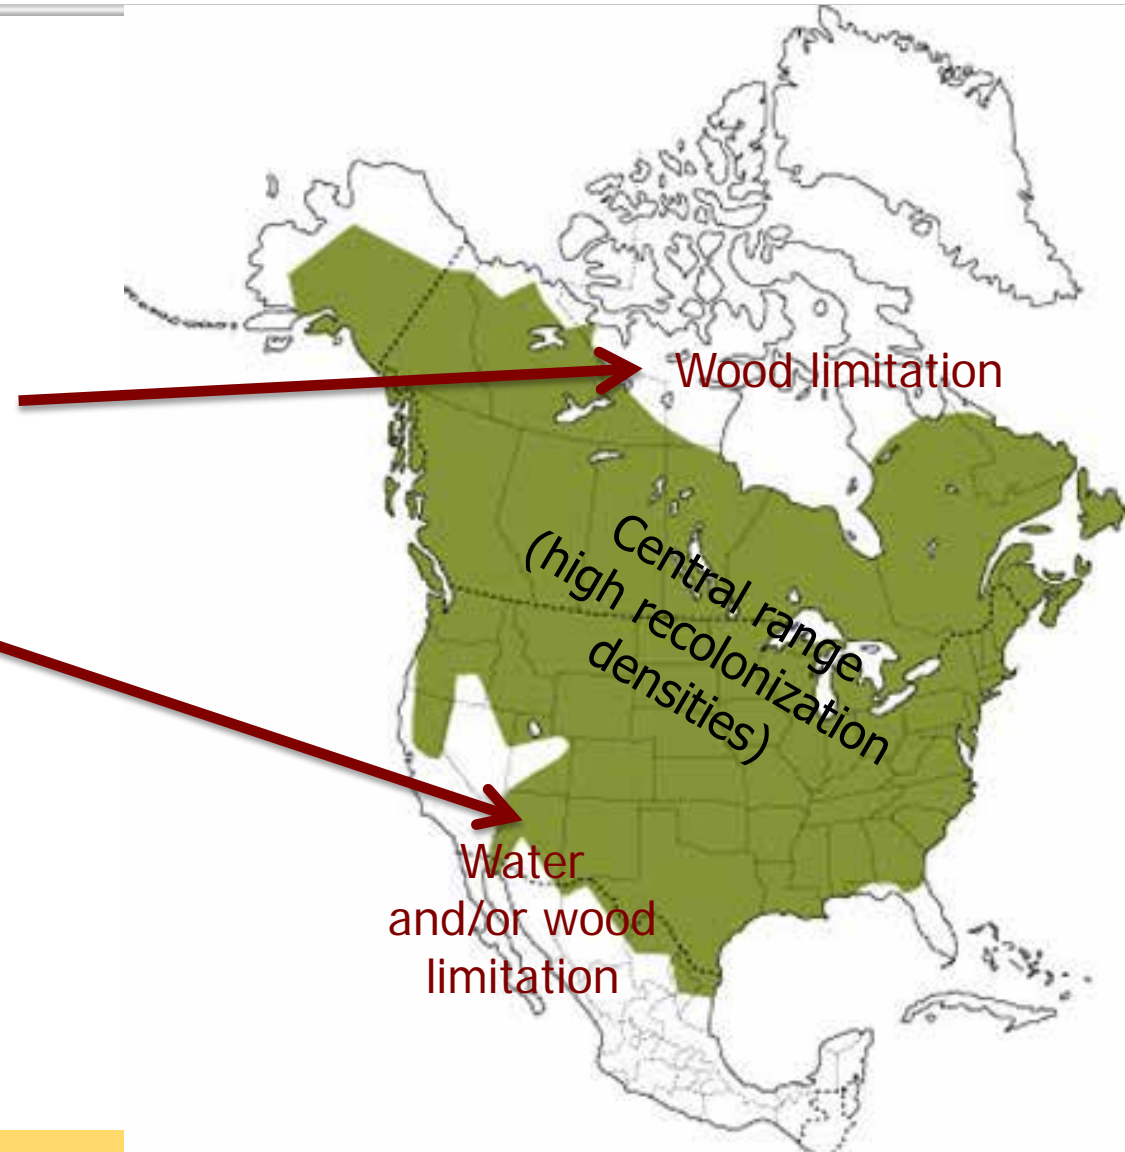 Wood limitation
Central range
(high recolonization
densities)
Water
and/or wood
limitation